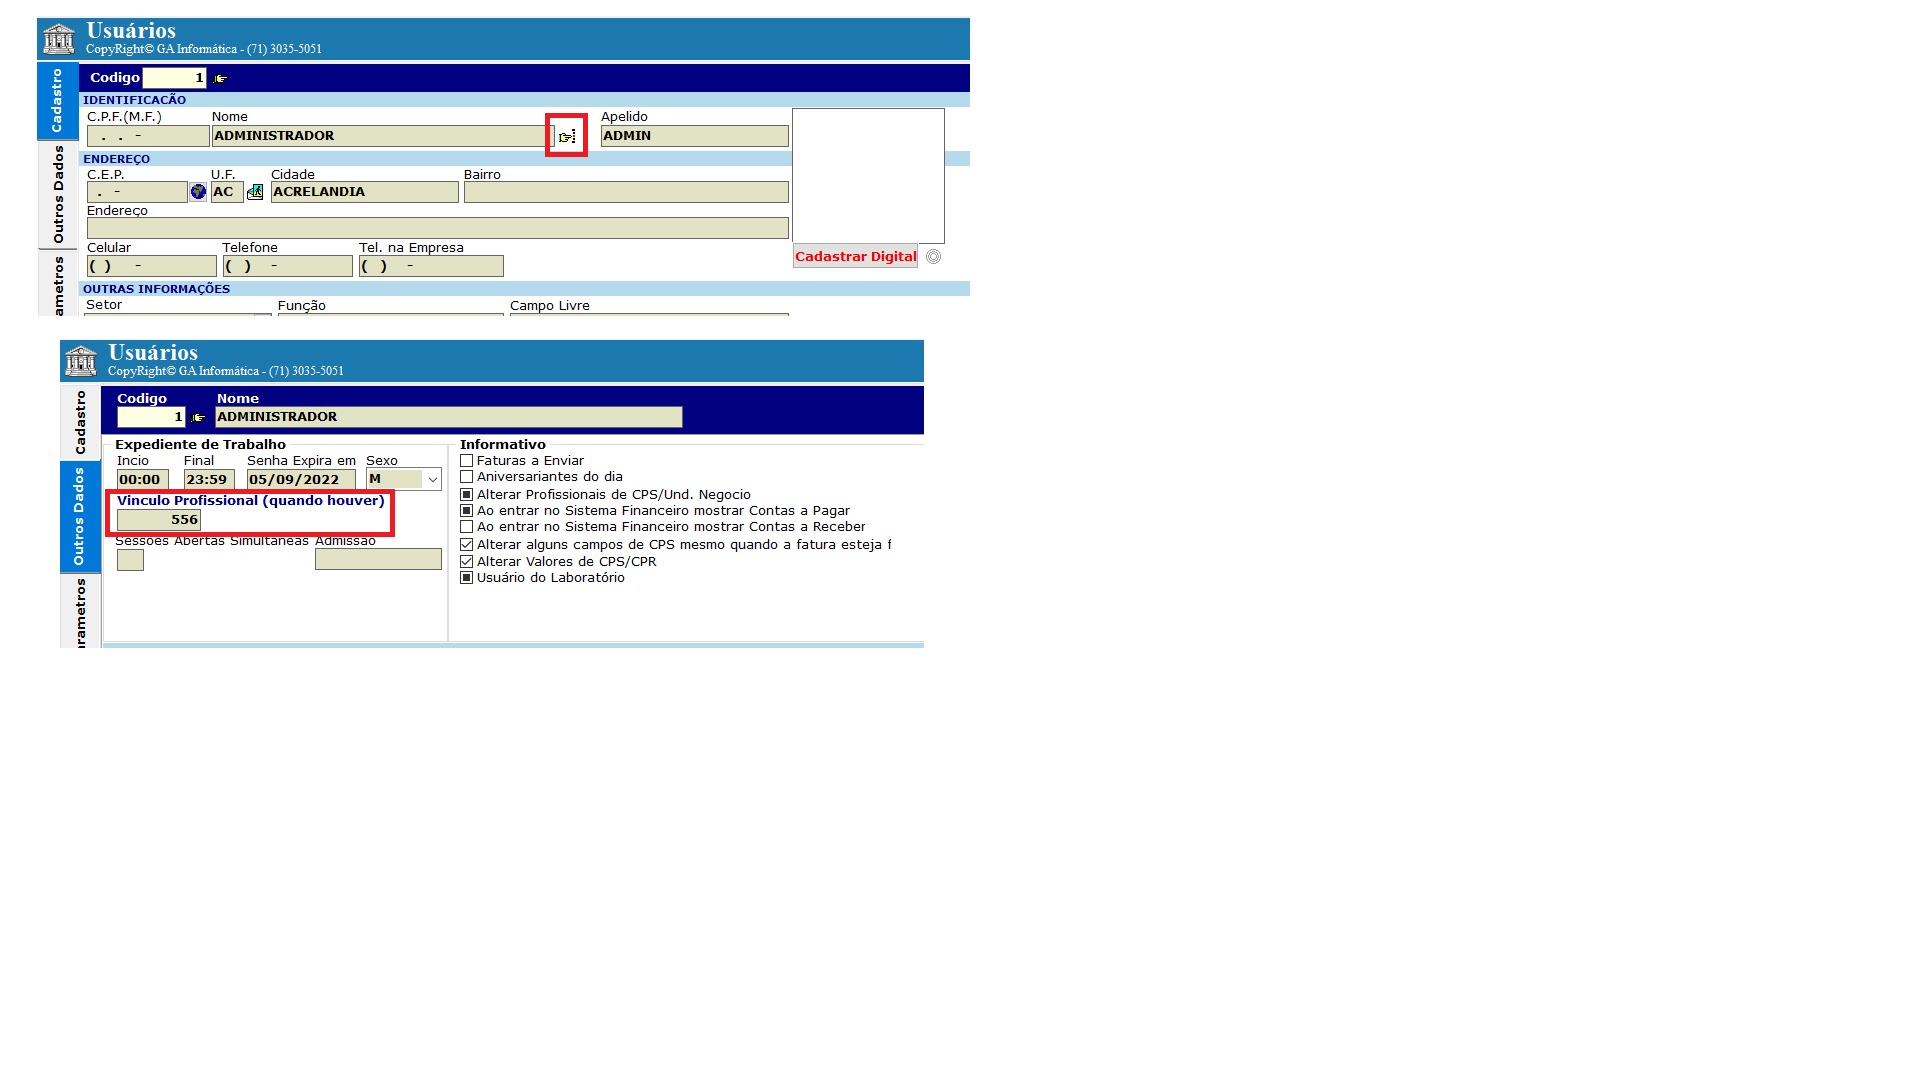 Usuários
CopyRight© GA Informática - (71) 3035-5051
Cadastro
Outros Dados
ametros
Codigo 1
IDENTIFICACÃO
C.P.F.(M.F.) Nome Apelido
. . - ADMINISTRADOR ADMIN
ENDEREÇO
C.E.P. U.F. Cidade Bairro
. - AC ACRELANDIA
Endereço
Celular Telefone Tel. na Empresa
( ) - ( ) - ( ) -
Cadastrar Digital
OUTRAS INFORMAÇÕES
Setor Função Campo Livre
Usuários
CopyRight© GA Informática - (71) 3035-5051
Cadastro
Outros Dados
rametros
Codigo Nome
1 ADMINISTRADOR
Expediente de Trabalho
Incio Final Senha Expira em Sexo
00:00 23:59 05/09/2022 M
Vinculo Profissional (quando houver)
556
Sessões Abertas Simultaneas Admissão
Informativo
Faturas a Enviar
Aniversariantes do dia
Alterar Profissionais de CPS/Und. Negocio
Ao entrar no Sistema Financeiro mostrar Contas a Pagar
Ao entrar no Sistema Financeiro mostrar Contas a Receber
Alterar alguns campos de CPS mesmo quando a fatura esteja f
Alterar Valores de CPS/CPR
Usuário do Laboratório